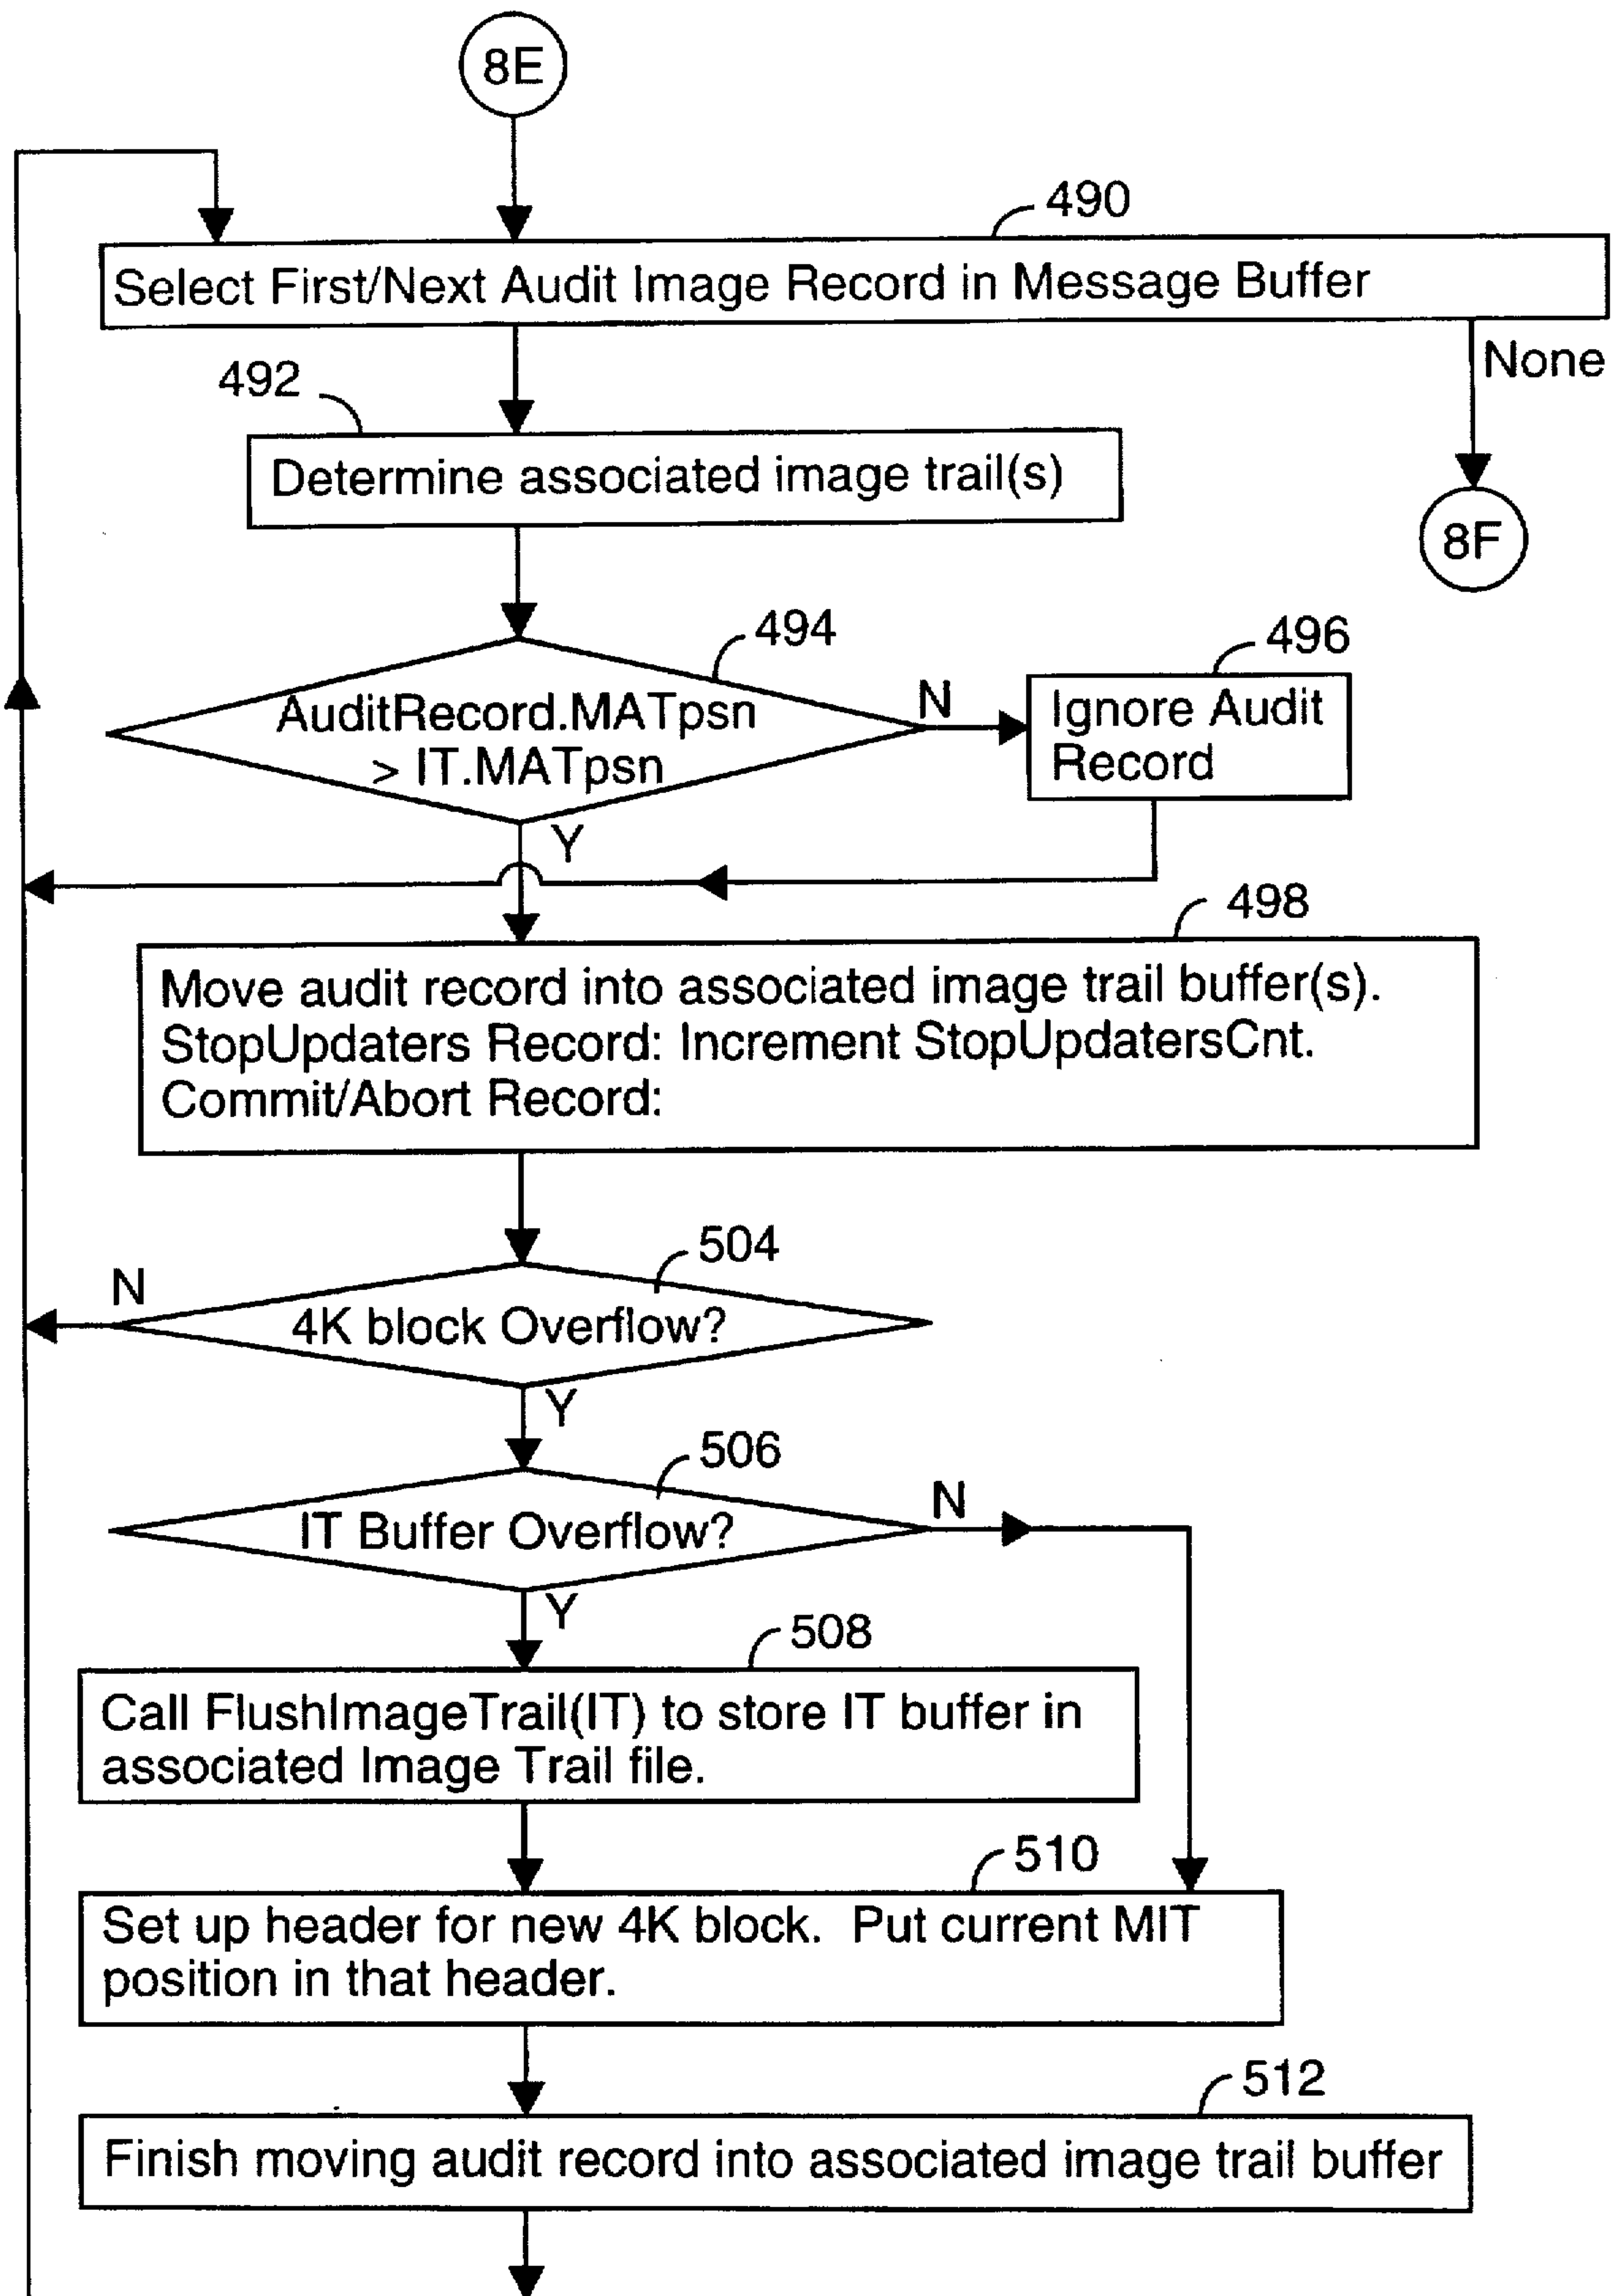 8E
490
Select First/Next Audit Image Record in Message Buffer
None
492
Determine associated image trail(s)
8F
494
496
AuditRecord.MATpsn
> IT.MATpsn
N
Ignore Audit
Record
Y
498
Move audit record into associated image trail buffer(s).
StopUpdaters Record: Increment StopUpdatersCnt.
Commit/Abort Record:
504
N
4K block Overflow?
Y
506
N
IT Buffer Overflow?
Y
508
Call FlushImageTrail(IT) to store IT buffer in
associated Image Trail file.
510
Set up header for new 4K block.  Put current MIT
position in that header.
512
Finish moving audit record into associated image trail buffer